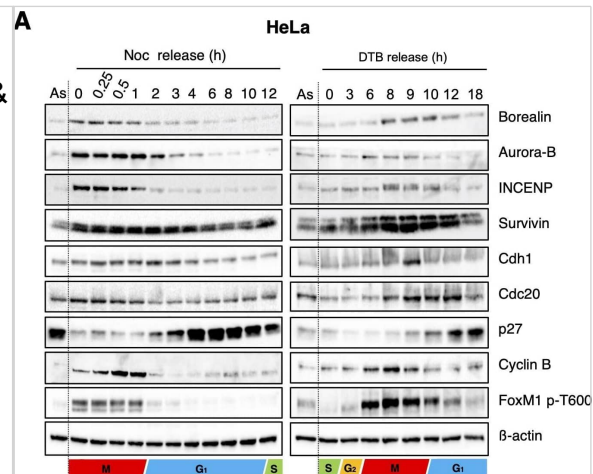 A
HeLa
&
Noc release (h)
DTB release (h)
As 0 0.25 0.5 1 2 3 4 6 8 10 12
As 0 3 6 8 9 10 12 18
Borealin
Aurora-B
INCENP
Survivin
Cdh1
Cdc20
p27
Cyclin B
FoxM1 p-T600
ß-actin
M G₁ S
S G₂ M G₁